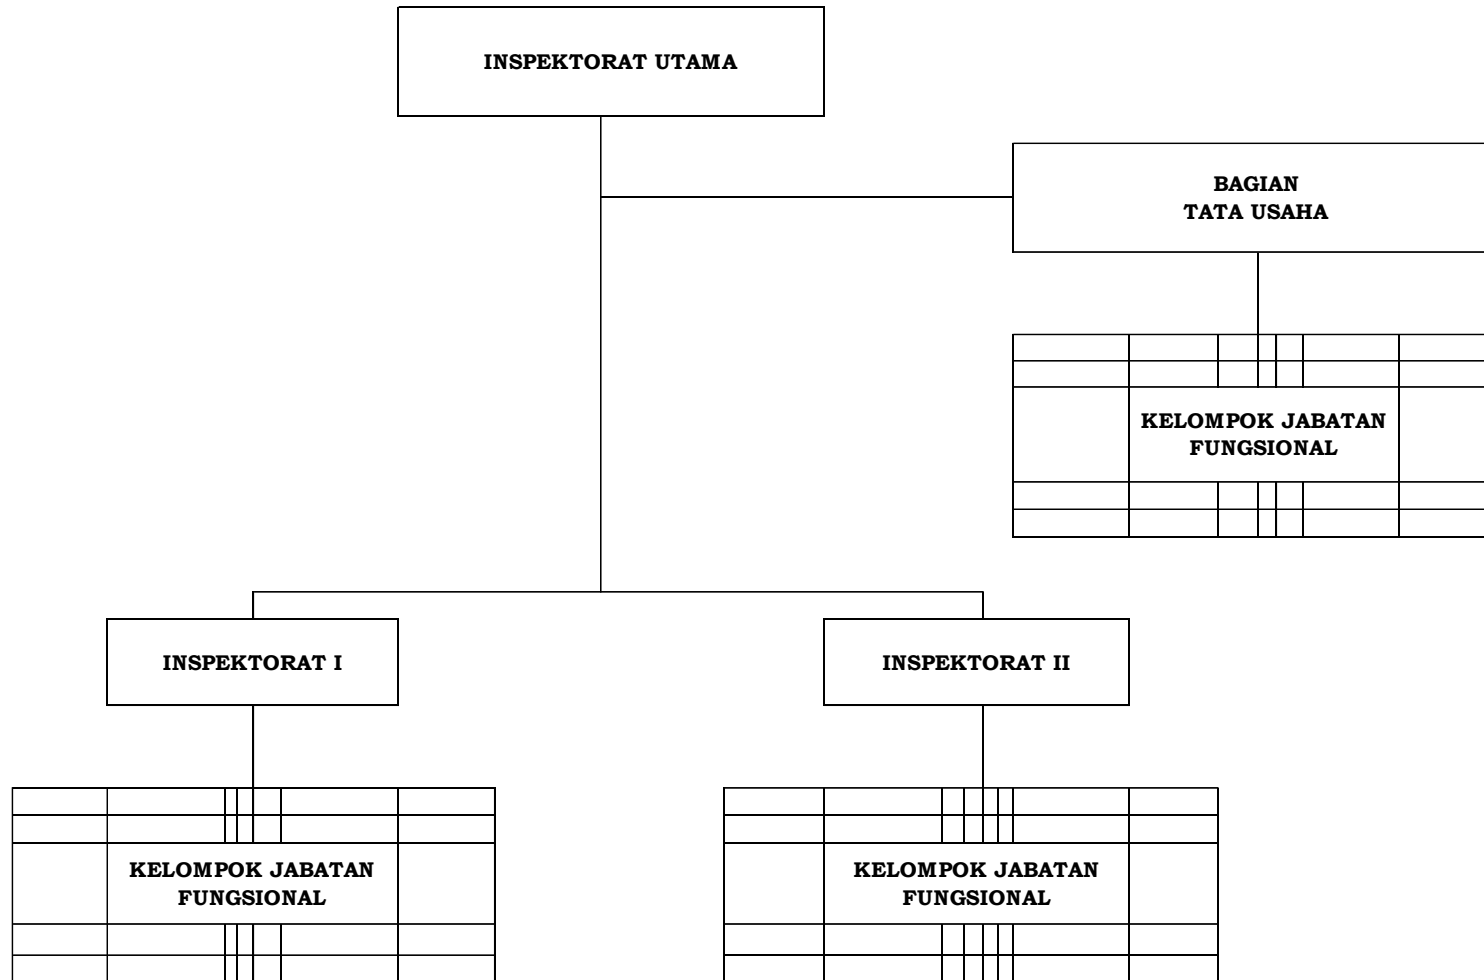 INSPEKTORAT UTAMA
BAGIAN
TATA USAHA
KELOMPOK JABATAN
FUNGSIONAL
INSPEKTORAT I
INSPEKTORAT II
KELOMPOK JABATAN
FUNGSIONAL
KELOMPOK JABATAN
FUNGSIONAL